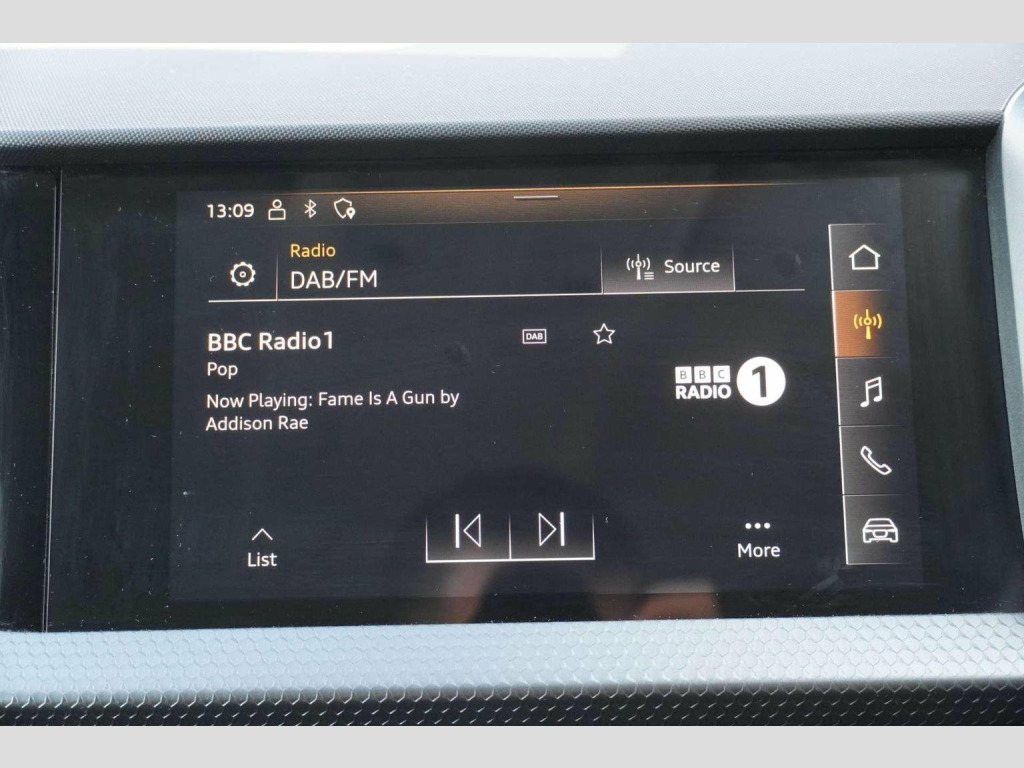 13:09
Radio
DAB/FM
Source
BBC Radio1
DAB
Pop
Now Playing: Fame Is A Gun by
Addison Rae
BBC
RADIO 1
List
More